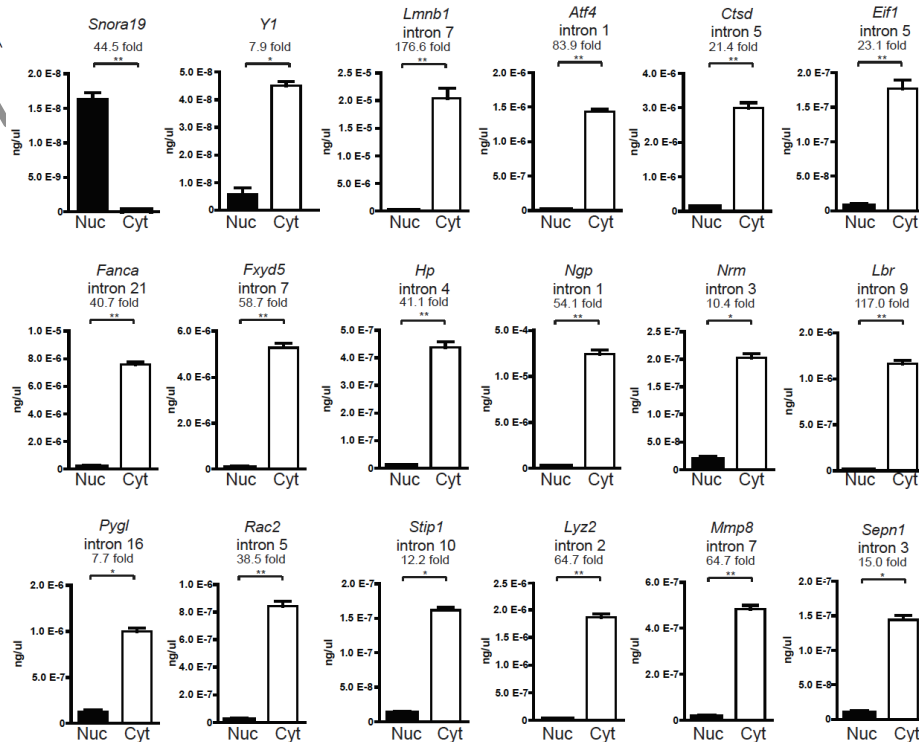 Snora19
44.5 fold
**
2.0 E-8
1.5 E-8
1.0 E-8
5.0 E-9
0
ng/ul
Nuc Cyt
Y1
7.9 fold
*
5.0 E-8
4.0 E-8
3.0 E-8
2.0 E-8
1.0 E-8
0
ng/ul
Nuc Cyt
Lmnb1
intron 7
176.6 fold
**
2.5 E-5
2.0 E-5
1.5 E-5
1.0 E-5
5.0 E-6
0
ng/ul
Nuc Cyt
Atf4
intron 1
83.9 fold
**
2.0 E-6
1.5 E-6
1.0 E-6
5.0 E-7
0
ng/ul
Nuc Cyt
Ctsd
intron 5
21.4 fold
**
4.0 E-6
3.0 E-6
2.0 E-6
1.0 E-6
0
ng/ul
Nuc Cyt
Eif1
intron 5
23.1 fold
**
2.0 E-7
1.5 E-7
1.0 E-7
5.0 E-8
0
ng/ul
Nuc Cyt
Fanca
intron 21
40.7 fold
**
1.0 E-5
8.0 E-6
6.0 E-6
4.0 E-6
2.0 E-6
0
ng/ul
Nuc Cyt
Fxyd5
intron 7
58.7 fold
**
6.0 E-6
4.0 E-6
2.0 E-6
0
ng/ul
Nuc Cyt
Hp
intron 4
41.1 fold
**
5.0 E-7
4.0 E-7
3.0 E-7
2.0 E-7
1.0 E-7
0
ng/ul
Nuc Cyt
Ngp
intron 1
54.1 fold
**
5.0 E-4
1.0 E-5
5.0 E-6
0
ng/ul
Nuc Cyt
Nrm
intron 3
10.4 fold
*
2.5 E-7
2.0 E-7
1.5 E-7
1.0 E-7
5.0 E-8
0
ng/ul
Nuc Cyt
Lbr
intron 9
117.0 fold
**
2.0 E-6
1.0 E-6
5.0 E-7
0
ng/ul
Nuc Cyt
Pygl
intron 16
7.7 fold
*
2.0 E-6
1.0 E-6
5.0 E-7
0
ng/ul
Nuc Cyt
Rac2
intron 5
38.5 fold
**
8.0 E-7
6.0 E-7
4.0 E-7
0
ng/ul
Nuc Cyt
Stip1
intron 10
12.2 fold
*
2.0 E-7
1.5 E-7
1.0 E-7
5.0 E-8
0
ng/ul
Nuc Cyt
Lyz2
intron 2
64.7 fold
**
2.5 E-6
2.0 E-6
1.5 E-6
1.0 E-6
5.0 E-7
0
ng/ul
Nuc Cyt
Mmp8
intron 7
64.7 fold
**
6.0 E-7
4.0 E-7
2.0 E-7
0
ng/ul
Nuc Cyt
Sepn1
intron 3
15.0 fold
*
2.0 E-7
1.5 E-7
1.0 E-7
5.0 E-8
0
ng/ul
Nuc Cyt